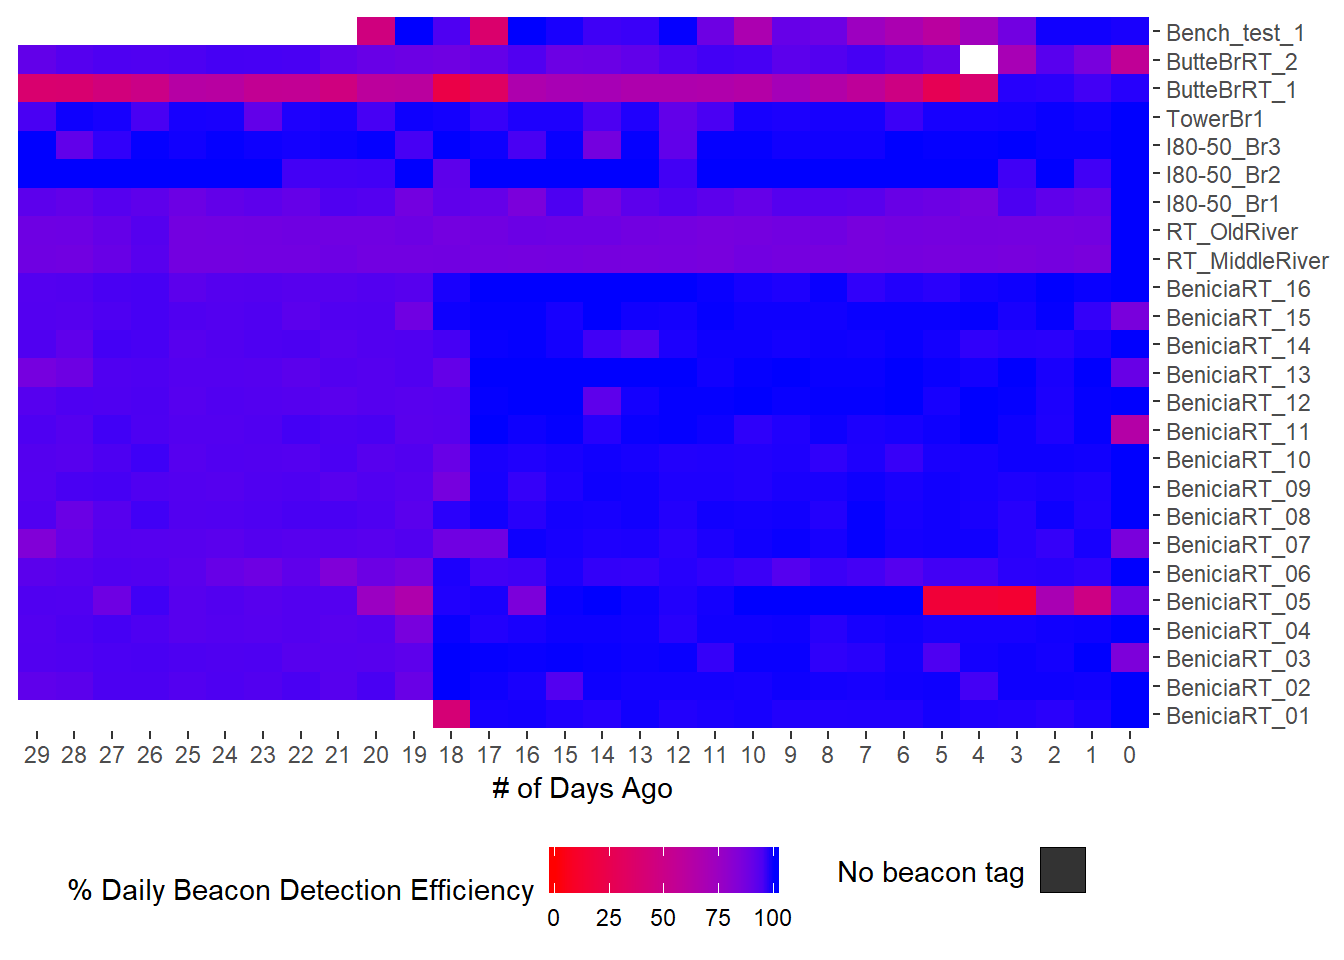 Bench_test_1
ButteBrRT_2
ButteBrRT_1
TowerBr1
I80-50_Br3
I80-50_Br2
I80-50_Br1
RT_OldRiver
RT_MiddleRiver
BeniciaRT_16
BeniciaRT_15
BeniciaRT_14
BeniciaRT_13
BeniciaRT_12
BeniciaRT_11
BeniciaRT_10
BeniciaRT_09
BeniciaRT_08
BeniciaRT_07
BeniciaRT_06
BeniciaRT_05
BeniciaRT_04
BeniciaRT_03
BeniciaRT_02
BeniciaRT_01
29 28 27 26 25 24 23 22 21 20 19 18 17 16 15 14 13 12 11 10 9 8 7 6 5 4 3 2 1 0
# of Days Ago
% Daily Beacon Detection Efficiency
0 25 50 75 100
No beacon tag